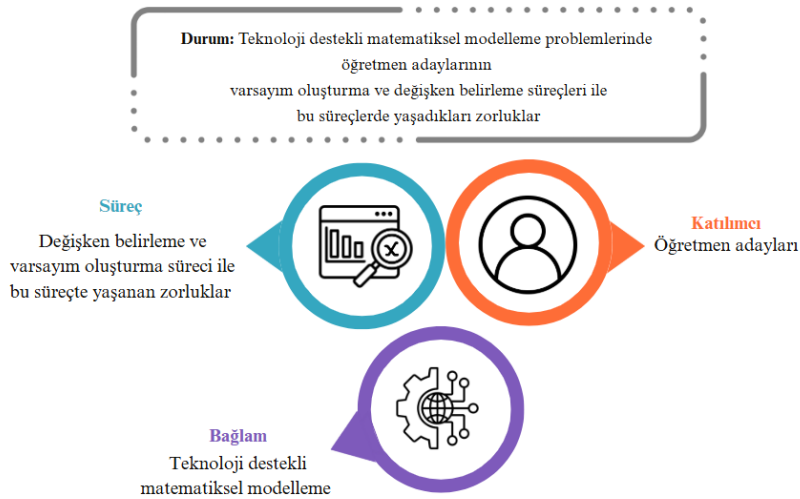 Durum: Teknoloji destekli matematiksel modelleme problemlerinde
öğretmen adaylarının
varsayım oluşturma ve değişken belirleme süreçleri ile
bu süreçlerde yaşadıkları zorluklar
Süreç
Değişken belirleme ve
varsayım oluşturma süreci ile
bu süreçte yaşanan zorluklar
Katılımcı
Öğretmen adayları
Bağlam
Teknoloji destekli
matematiksel modelleme